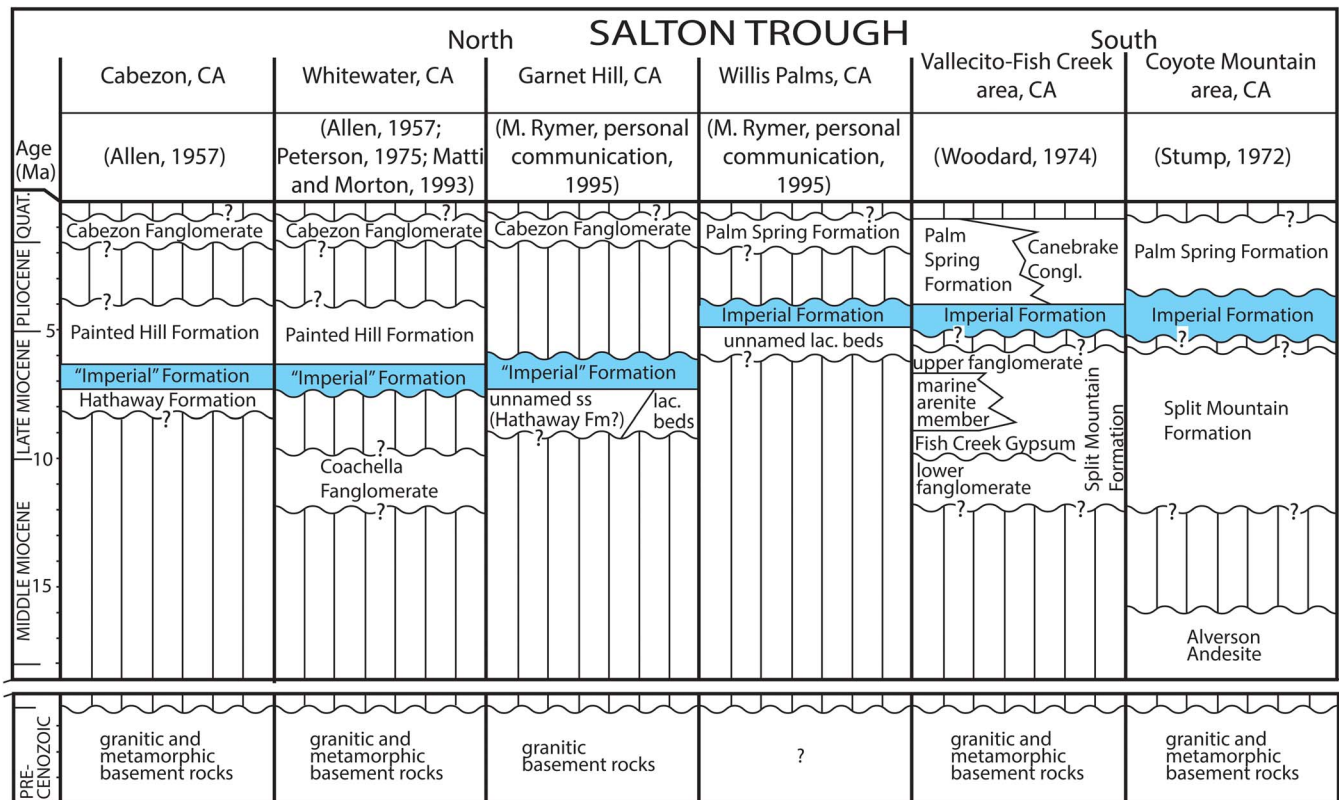 SALTON TROUGH
North
South
Cabezon, CA
Whitewater, CA
Garnet Hill, CA
Willis Palms, CA
Vallecito-Fish Creek
area, CA
Coyote Mountain
area, CA
Age
(Ma)
(Allen, 1957)
(Allen, 1957;
Peterson, 1975; Matti
and Morton, 1993)
(M. Rymer, personal
communication,
1995)
(M. Rymer, personal
communication,
1995)
(Woodard, 1974)
(Stump, 1972)
QUAT.
PLIOCENE
LATE MIOCENE
MIDDLE MIOCENE
PRE-
CENOZOIC
5
10
15
?
Cabezon Fanglomerate
?
?
Painted Hill Formation
“Imperial” Formation
Hathaway Formation
?
granitic and
metamorphic
basement rocks
?
Cabezon Fanglomerate
?
?
Painted Hill Formation
“Imperial” Formation
?
Coachella
Fanglomerate
?
granitic and
metamorphic
basement rocks
?
Cabezon Fanglomerate
“Imperial” Formation
unnamed ss
(Hathaway Fm?)
lac.
beds
?
granitic
basement rocks
?
Palm Spring Formation
?
Imperial Formation
unnamed lac. beds
?
?
Palm
Spring
Formation
Canebrake
Congl.
Imperial Formation
?
?
upper fanglomerate
marine
arenite
member
Fish Creek Gypsum
lower
fanglomerate
Split Mountain
Formation
?
?
granitic and
metamorphic
basement rocks
?
Palm Spring Formation
Imperial Formation
?
?
Split Mountain
Formation
?
?
Alverson
Andesite
granitic and
metamorphic
basement rocks